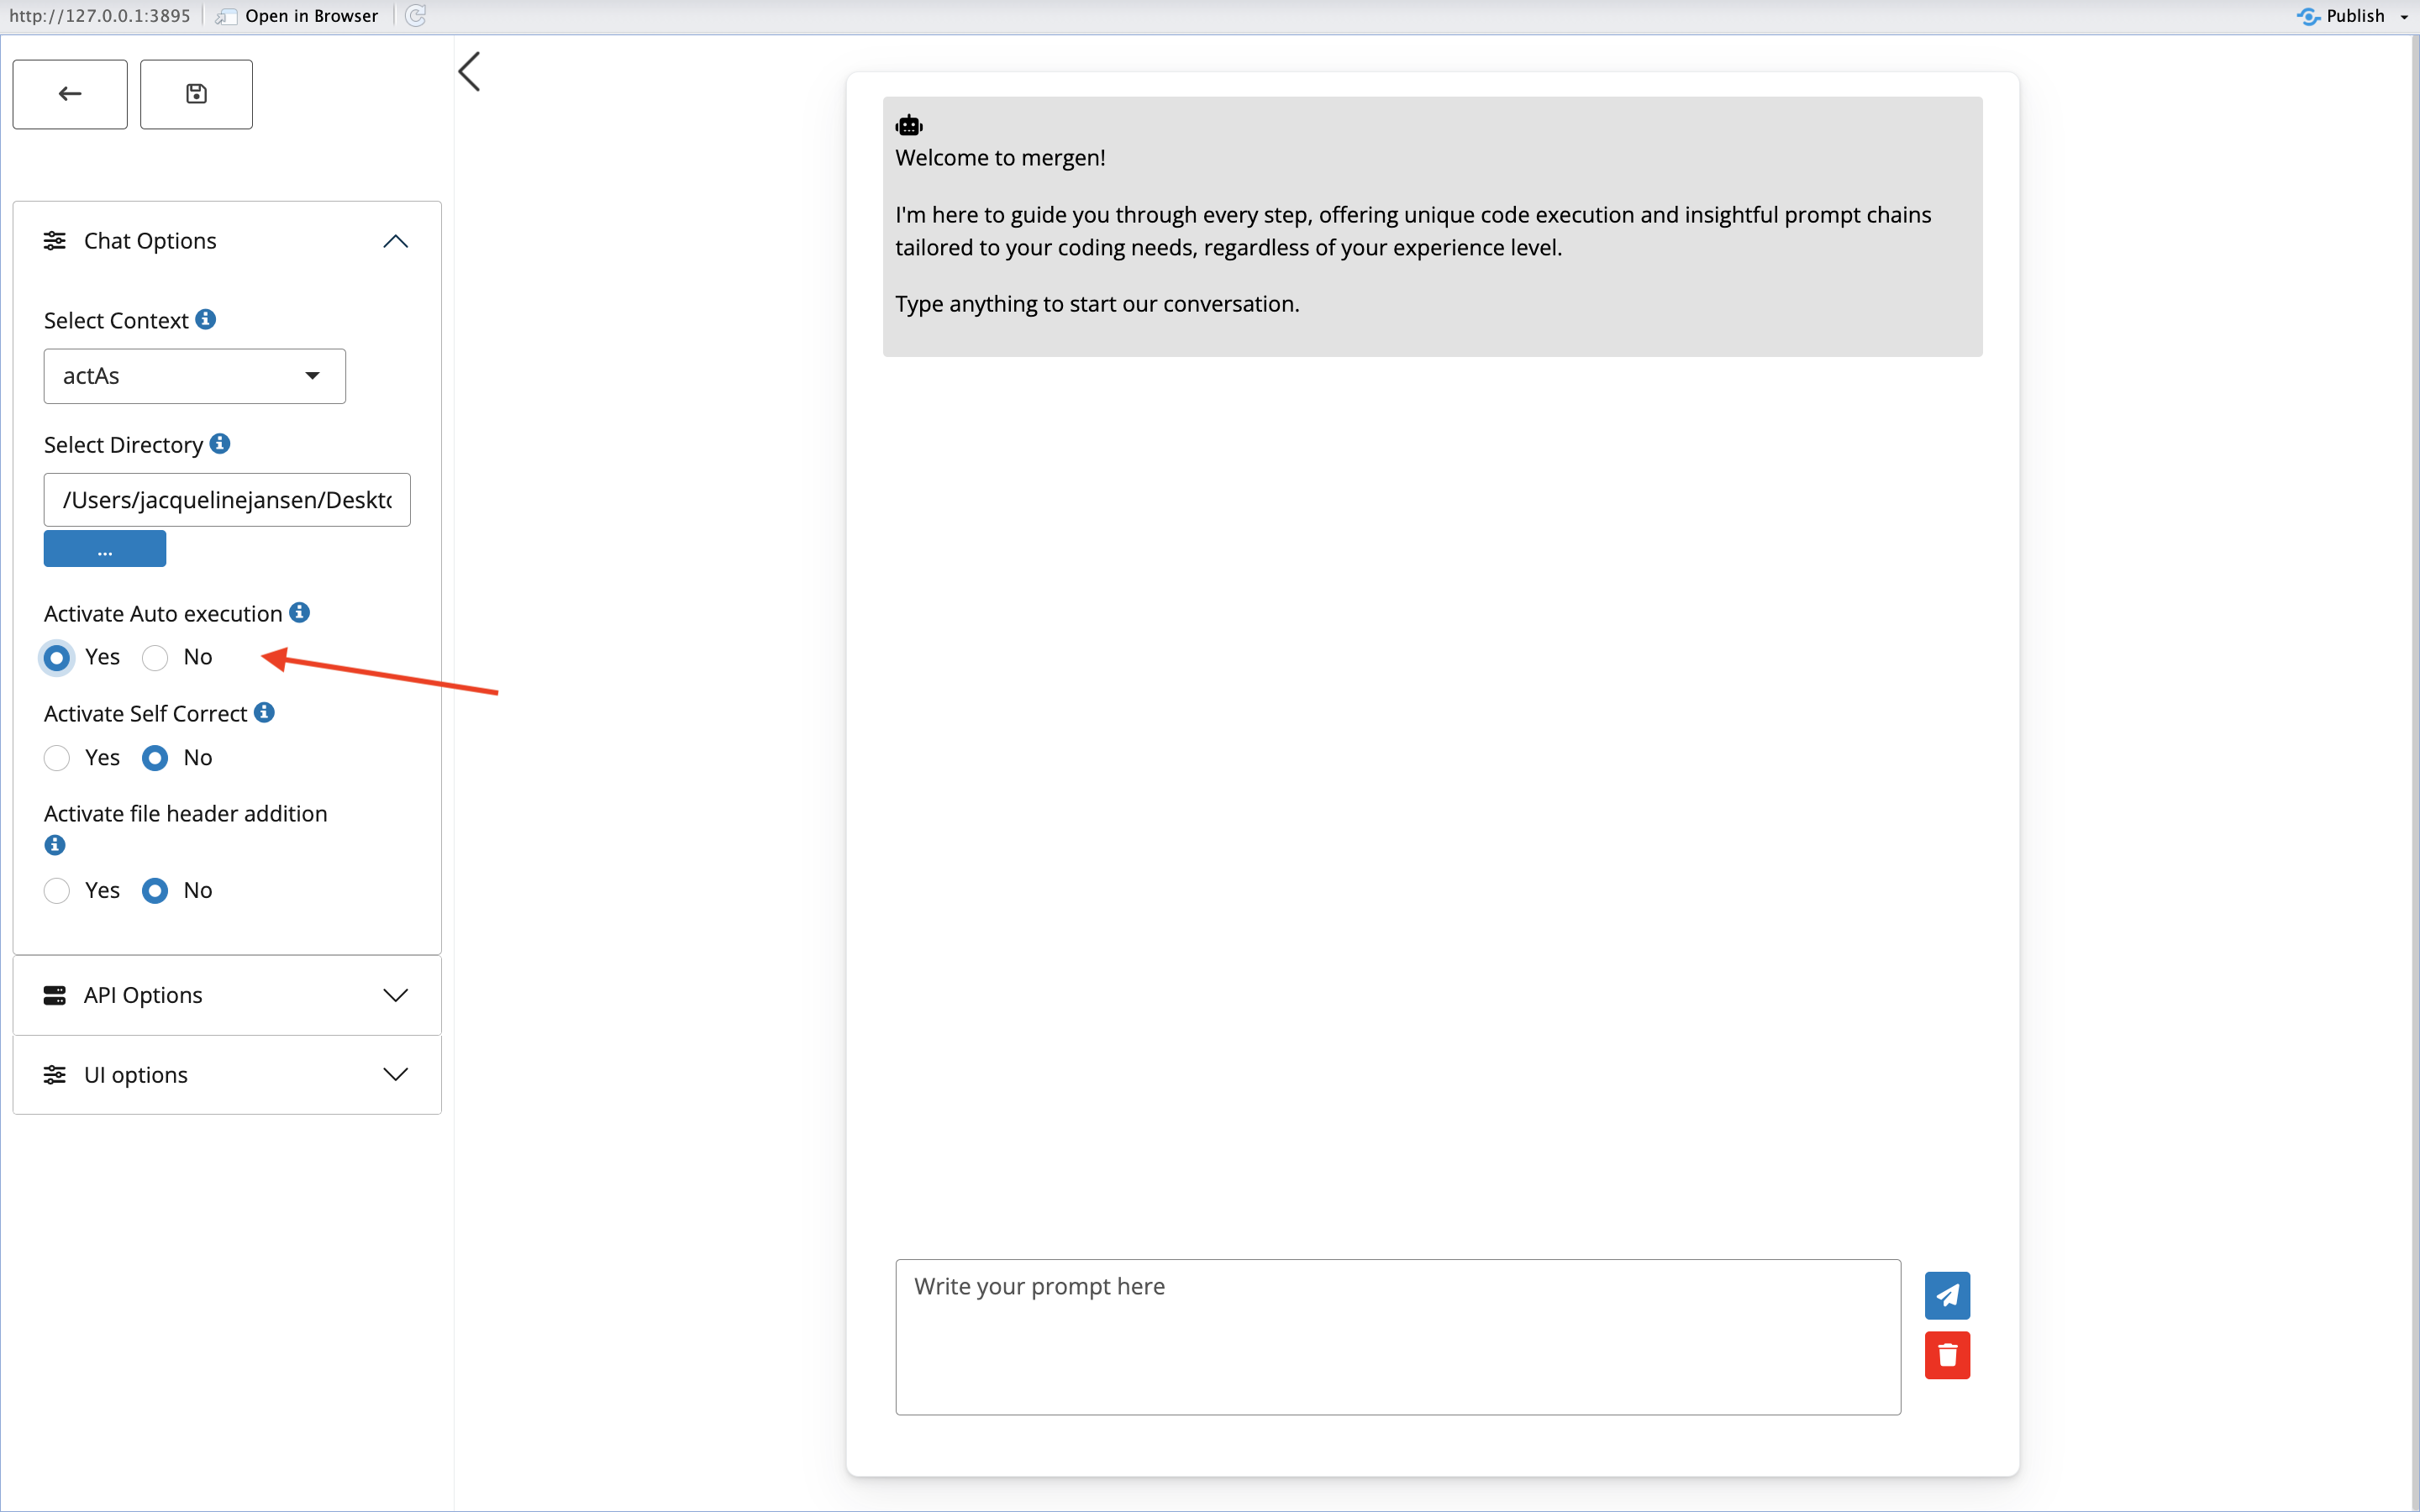 http://127.0.0.1:3895
Open in Browser
Publish
Chat Options
Select Context
actAs
Select Directory
/Users/jacquelinejansen/Deskto
...
Activate Auto execution
Yes No
Activate Self Correct
Yes No
Activate file header addition
Yes No
API Options
UI options
Welcome to mergen!
I'm here to guide you through every step, offering unique code execution and insightful prompt chains
tailored to your coding needs, regardless of your experience level.
Type anything to start our conversation.
Write your prompt here